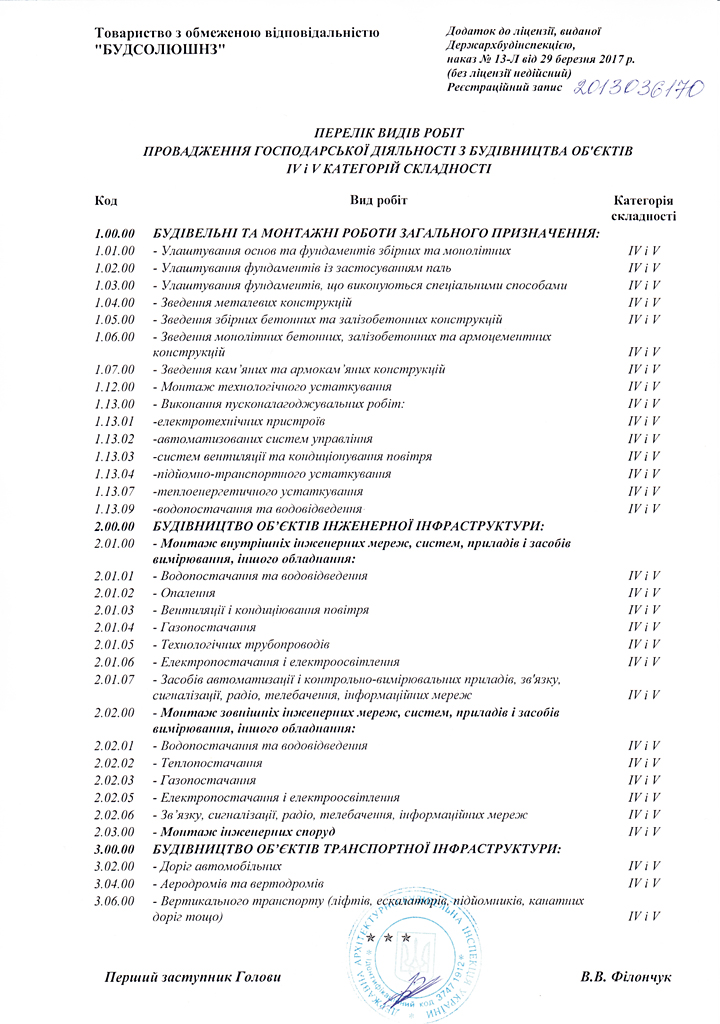 Товариство з обмеженою відповідальністю
"БУДСОЛЮШНЗ"
Додаток до ліцензії, виданої
Держархбудінспекцією,
наказ № 13-Л від 29 березня 2017 р.
(без ліцензії недійсний)
Реєстраційний запис 2013036170
ПЕРЕЛІК ВИДІВ РОБІТ
ПРОВАДЖЕННЯ ГОСПОДАРСЬКОЇ ДІЯЛЬНОСТІ З БУДІВНИЦТВА ОБ'ЄКТІВ
IV і V КАТЕГОРІЙ СКЛАДНОСТІ
Код Вид робіт Категорія
складності
1.00.00 БУДІВЕЛЬНІ ТА МОНТАЖНІ РОБОТИ ЗАГАЛЬНОГО ПРИЗНАЧЕННЯ:
1.01.00 - Улаштування основ та фундаментів збірних та монолітних IV і V
1.02.00 - Улаштування фундаментів із застосуванням паль IV і V
1.03.00 - Улаштування фундаментів, що виконуються спеціальними способами IV і V
1.04.00 - Зведення металевих конструкцій IV і V
1.05.00 - Зведення збірних бетонних та залізобетонних конструкцій IV і V
1.06.00 - Зведення монолітних бетонних, залізобетонних та армоцементних
конструкцій IV і V
1.07.00 - Зведення кам’яних та армокам’яних конструкцій IV і V
1.12.00 - Монтаж технологічного устаткування IV і V
1.13.00 - Виконання пусконалагоджувальних робіт: IV і V
1.13.01 -електротехнічних пристроїв IV і V
1.13.02 -автоматизованих систем управління IV і V
1.13.03 -систем вентиляції та кондиціонування повітря IV і V
1.13.04 -підйомно-транспортного устаткування IV і V
1.13.07 -теплоенергетичного устаткування IV і V
1.13.09 -водопостачання та водовідведення IV і V
2.00.00 БУДІВНИЦТВО ОБ’ЄКТІВ ІНЖЕНЕРНОЇ ІНФРАСТРУКТУРИ:
2.01.00 - Монтаж внутрішніх інженерних мереж, систем, приладів і засобів
вимірювання, іншого обладнання:
2.01.01 - Водопостачання та водовідведення IV і V
2.01.02 - Опалення IV і V
2.01.03 - Вентиляції і кондиціювання повітря IV і V
2.01.04 - Газопостачання IV і V
2.01.05 - Технологічних трубопроводів IV і V
2.01.06 - Електропостачання і електроосвітлення IV і V
2.01.07 - Засобів автоматизації і контрольно-вимірювальних приладів, зв'язку,
сигналізації, радіо, телебачення, інформаційних мереж IV і V
2.02.00 - Монтаж зовнішніх інженерних мереж, систем, приладів і засобів
вимірювання, іншого обладнання:
2.02.01 - Водопостачання та водовідведення IV і V
2.02.02 - Теплопостачання IV і V
2.02.03 - Газопостачання IV і V
2.02.05 - Електропостачання і електроосвітлення IV і V
2.02.06 - Зв’язку, сигналізації, радіо, телебачення, інформаційних мереж IV і V
2.03.00 - Монтаж інженерних споруд IV і V
3.00.00 БУДІВНИЦТВО ОБ’ЄКТІВ ТРАНСПОРТНОЇ ІНФРАСТРУКТУРИ:
3.02.00 - Доріг автомобільних IV і V
3.04.00 - Аеродромів та вертодромів IV і V
3.06.00 - Вертикального транспорту (ліфтів, ескалаторів, підйомників, канатних
доріг тощо) IV і V
* * *
ДЕРЖАВНА АРХІТЕКТУРНО-БУДІВЕЛЬНА ІНСПЕКЦІЯ УКРАЇНИ
* Ідентифікаційний код 37471912 *
Перший заступник Голови В.В. Філончук